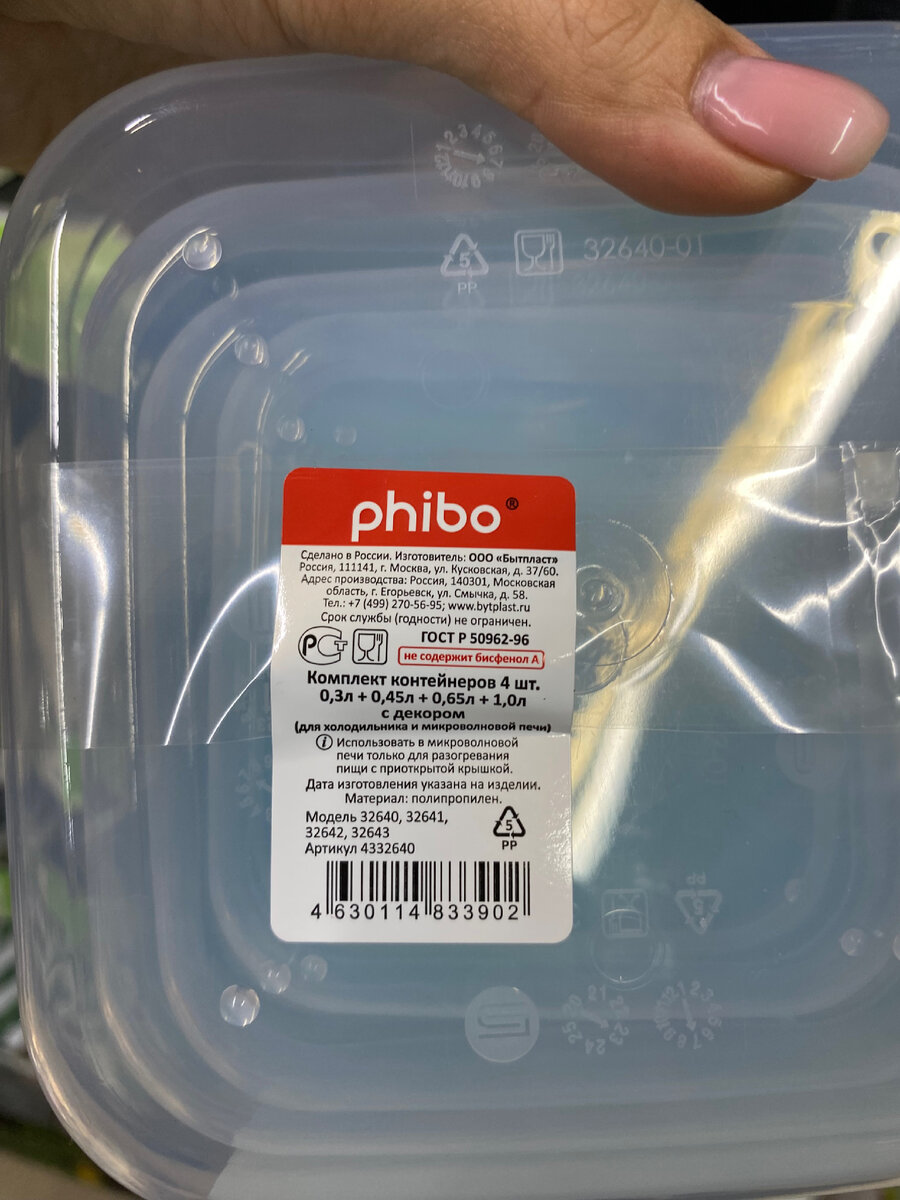 5
PP
32640-01
phibo®
Сделано в России. Изготовитель: ООО «Бытпласт»
Россия, 111141, г. Москва, ул. Кусковская, д. 37/60.
Адрес производства: Россия, 140301, Московская
область, г. Егорьевск, ул. Смычка, д. 58.
Тел.: +7 (499) 270-56-95; www.bytplast.ru
Срок службы (годности) не ограничен.
ГОСТ Р 50962-96
не содержит бисфенол А
Комплект контейнеров 4 шт.
0,3л + 0,45л + 0,65л + 1,0л
с декором
(для холодильника и микроволновой печи)
Использовать в микроволновой
печи только для разогревания
пищи с приоткрытой крышкой.
Дата изготовления указана на изделии.
Материал: полипропилен.
Модель 32640, 32641,
32642, 32643
Артикул 4332640
5
PP
4 630114 833902
5
PP